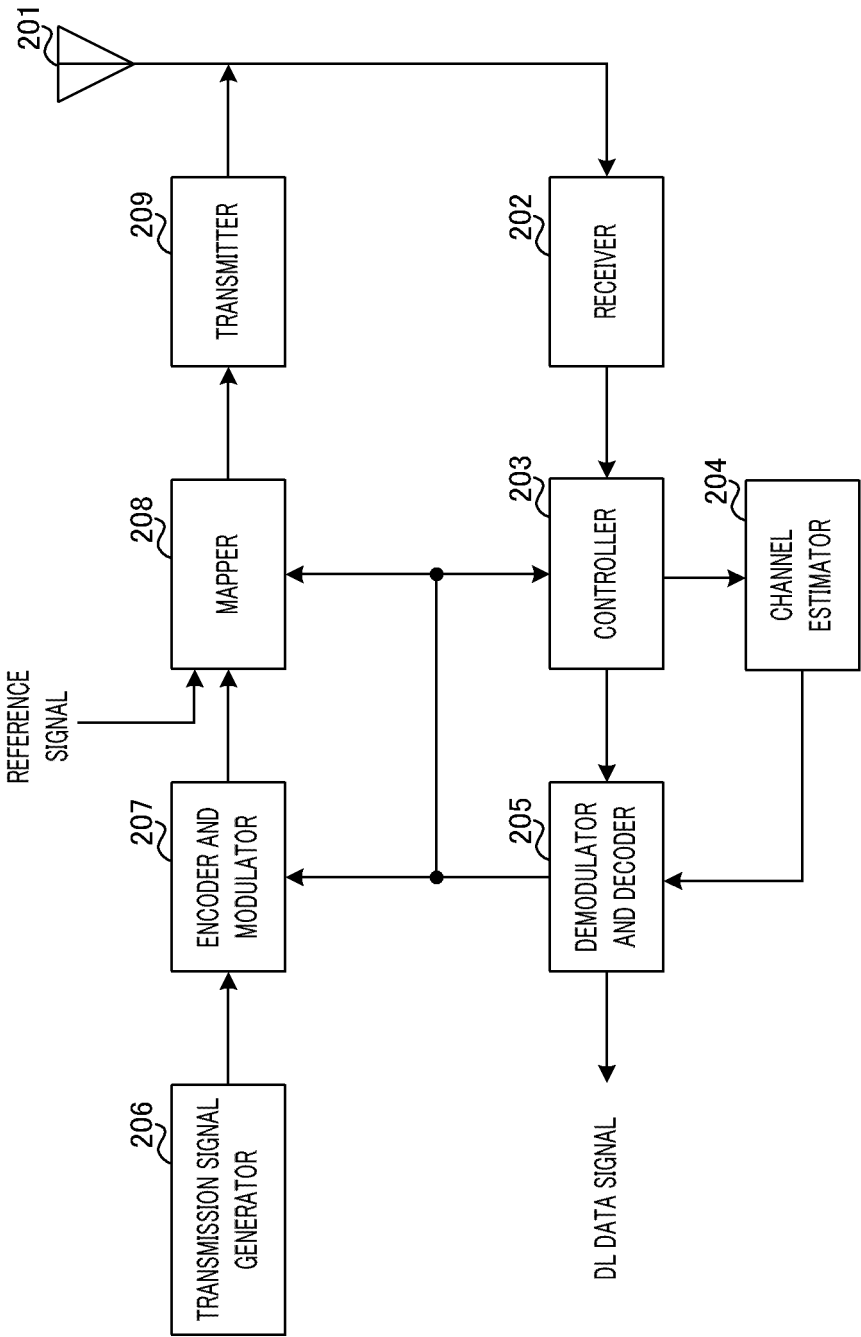 201
209
TRANSMITTER
202
RECEIVER
208
MAPPER
203
CONTROLLER
204
CHANNEL
ESTIMATOR
REFERENCE
SIGNAL
207
ENCODER AND
MODULATOR
205
DEMODULATOR
AND DECODER
206
TRANSMISSION SIGNAL
GENERATOR
DL DATA SIGNAL